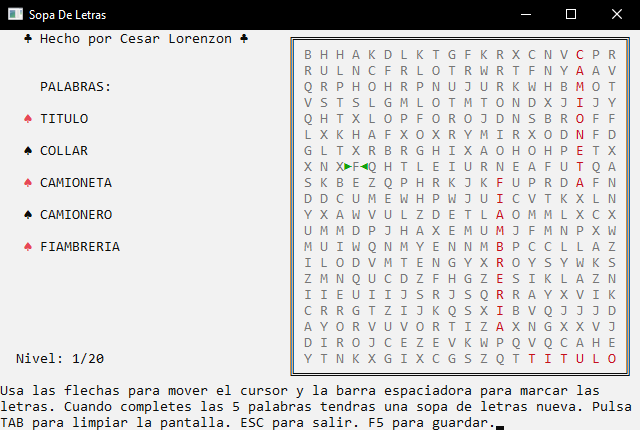 Sopa De Letras
♣ Hecho por Cesar Lorenzon ♣
PALABRAS:
♠ TITULO
♠ COLLAR
♠ CAMIONETA
♠ CAMIONERO
♠ FIAMBRERIA
Nivel: 1/20
B H H A K D L K T G F K R X C N V C P R
R U L N C F R L O T R W R T F N Y A A V
Q R P H O H R P N U J U R K W H B M O T
V S T S L G M L O T M T O N D X J I J Y
Q H T X L O P F O R O J D N S B R O F F
L X K H A F X O X R Y M I R X O D N F D
G L T X R B R G H I X A O H O H P E T X
X N X►F◄Q H T L E I U R N E A F U T Q A
S K B E Z Q P H R K J K F U P R D A F N
D D C U M E W H P W J U I C V T K X L N
Y X A W V U L Z D E T L A O M M L X C X
U M M D P J H A X E M U M J F M N P X W
M U I W Q N M Y E N N M B P C C L L A Z
I L O D V M T E N G Y X R O Y S Y W K S
Z M N Q U C D Z F H G Z E S I K L A Z N
I I E U I I J S R J S Q R R A Y X V I K
C R R G T Z I J K Q S X I B V Q J J J D
A Y O R V U V O R T I Z A X N G X X V J
D I R O J C E Z E V K W P Q V Q C A H E
Y T N K X G I X C G S Z Q T T I T U L O
Usa las flechas para mover el cursor y la barra espaciadora para marcar las
letras. Cuando completes las 5 palabras tendras una sopa de letras nueva. Pulsa
TAB para limpiar la pantalla. ESC para salir. F5 para guardar.